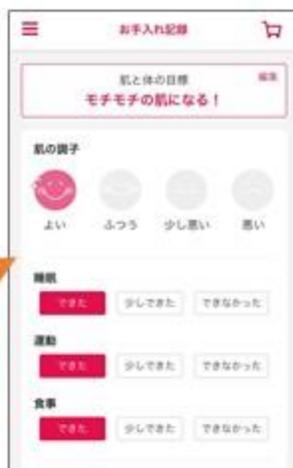 お手入れ記録
肌と体の目標
編集
モチモチの肌になる！
肌の調子
よい ふつう 少し悪い 悪い
睡眠
できた 少しできた できなかった
運動
できた 少しできた できなかった
食事
できた 少しできた できなかった